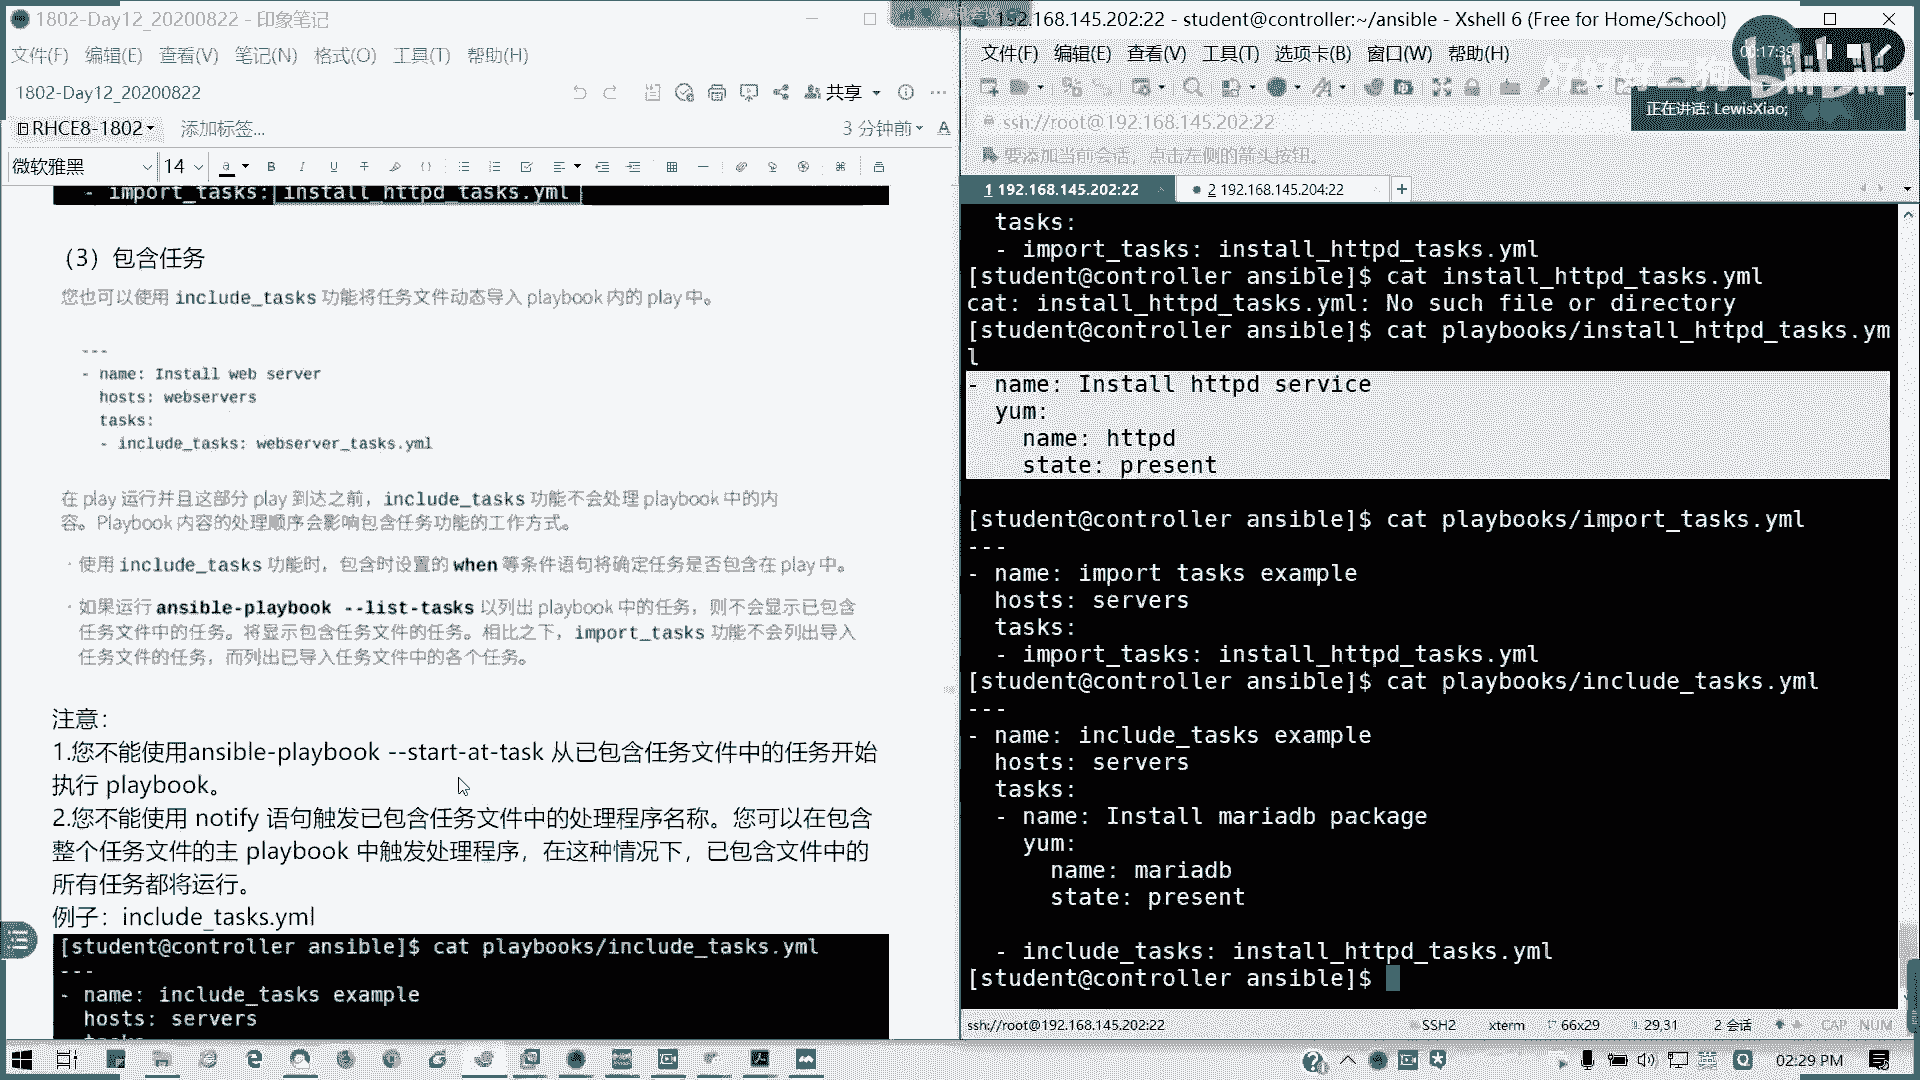 1802-Day12_20200822 - 印象笔记
文件(F) 编辑(E) 查看(V) 笔记(N) 格式(O) 工具(T) 帮助(H)
1802-Day12_20200822
共享
RHCE8-1802
添加标签...
3 分钟前
微软雅黑 14
- import_tasks: install_httpd_tasks.yml
（3）包含任务
您也可以使用 include_tasks 功能将任务文件动态导入 playbook 内的 play 中。
---
- name: Install web server
hosts: webservers
tasks:
- include_tasks: webserver_tasks.yml
在 play 运行并且这部分 play 到达之前，include_tasks 功能不会处理 playbook 中的内
容。Playbook 内容的处理顺序会影响包含任务功能的工作方式。
· 使用 include_tasks 功能时，包含时设置的 when 等条件语句将确定任务是否包含在 play 中。
· 如果运行 ansible-playbook --list-tasks 以列出 playbook 中的任务，则不会显示已包含
任务文件中的任务。将显示包含任务文件的任务。相比之下，import_tasks 功能不会列出导入
任务文件的任务，而列出已导入任务文件中的各个任务。
注意：
1.您不能使用ansible-playbook --start-at-task 从已包含任务文件中的任务开始
执行 playbook。
2.您不能使用 notify 语句触发已包含任务文件中的处理程序名称。您可以在包含
整个任务文件的主 playbook 中触发处理程序，在这种情况下，已包含文件中的
所有任务都将运行。
例子：include_tasks.yml
[student@controller ansible]$ cat playbooks/include_tasks.yml
---
- name: include_tasks example
hosts: servers
192.168.145.202:22 - student@controller:~/ansible - Xshell 6 (Free for Home/School)
文件(F) 编辑(E) 查看(V) 工具(T) 选项卡(B) 窗口(W) 帮助(H)
00:17:39
正在讲话: LewisXiao;
ssh://root@192.168.145.202:22
要添加当前会话，点击左侧的箭头按钮。
1 192.168.145.202:22
2 192.168.145.204:22
tasks:
- import_tasks: install_httpd_tasks.yml
[student@controller ansible]$ cat install_httpd_tasks.yml
cat: install_httpd_tasks.yml: No such file or directory
[student@controller ansible]$ cat playbooks/install_httpd_tasks.ym
l
- name: Install httpd service
yum:
name: httpd
state: present
[student@controller ansible]$ cat playbooks/import_tasks.yml
---
- name: import tasks example
hosts: servers
tasks:
- import_tasks: install_httpd_tasks.yml
[student@controller ansible]$ cat playbooks/include_tasks.yml
---
- name: include_tasks example
hosts: servers
tasks:
- name: Install mariadb package
yum:
name: mariadb
state: present
- include_tasks: install_httpd_tasks.yml
[student@controller ansible]$
ssh://root@192.168.145.202:22 SSH2 xterm 66x29 29,31 2 会话 CAP NUM
02:29 PM